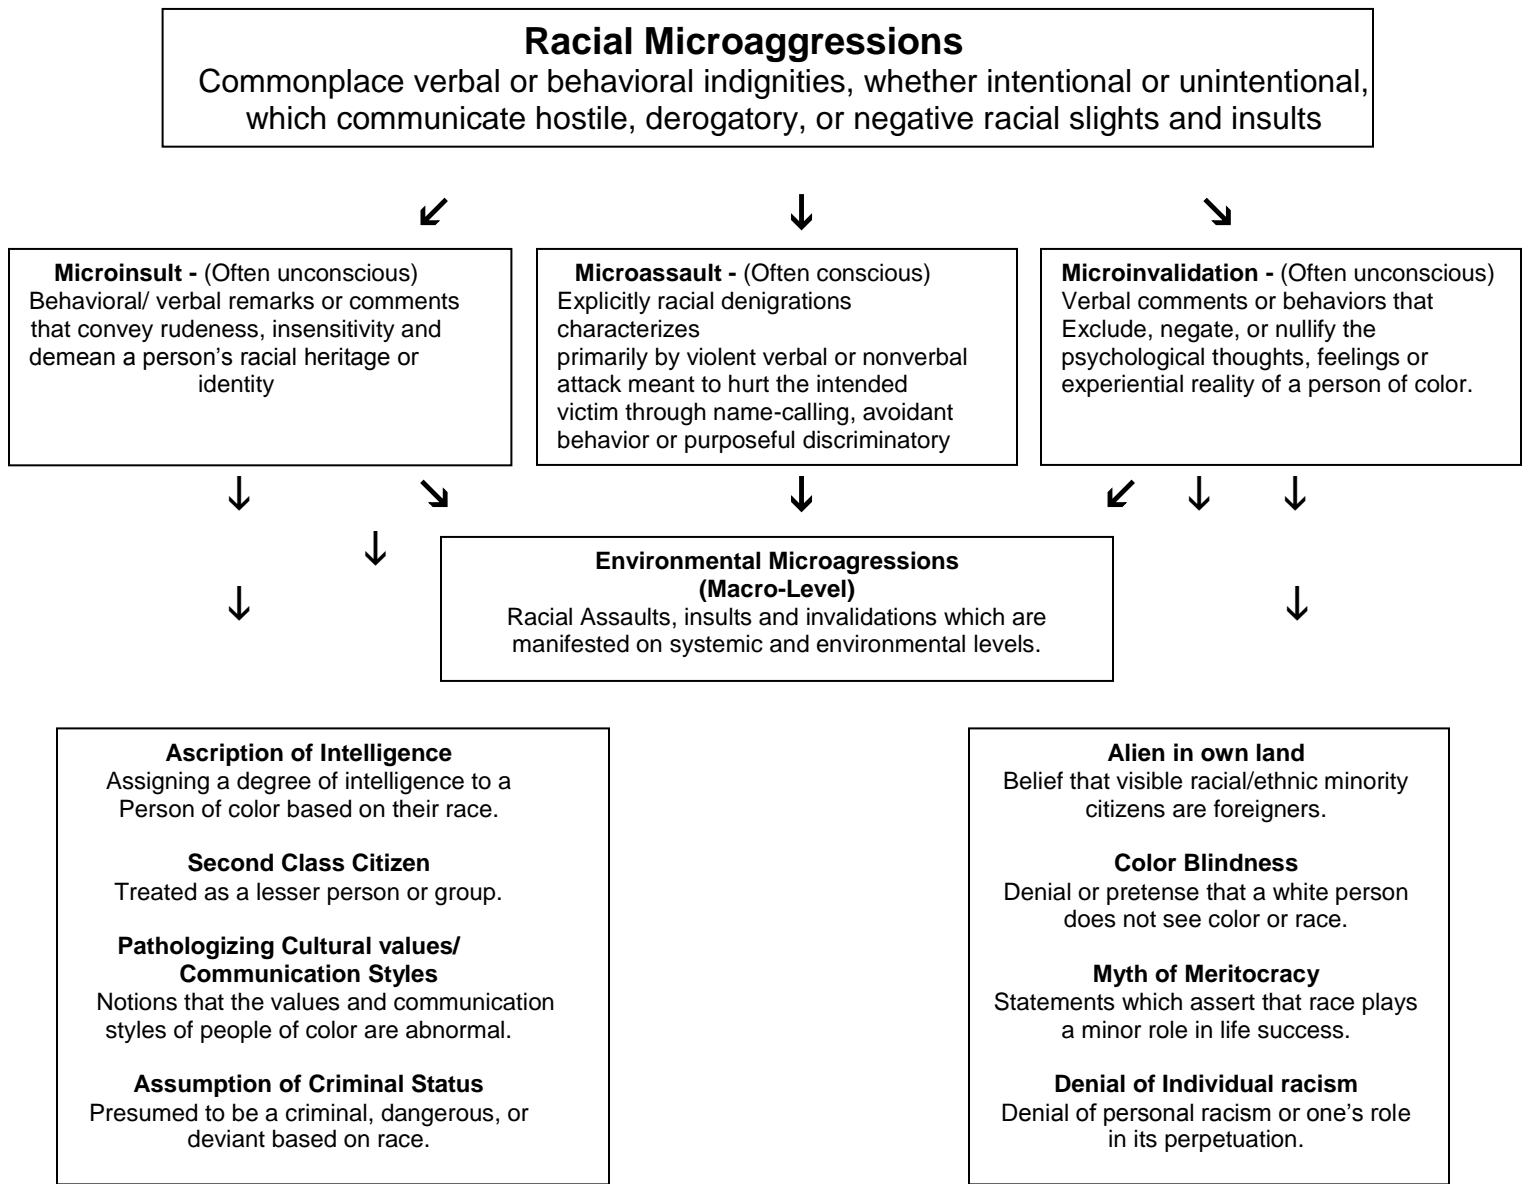 Racial Microaggressions
Commonplace verbal or behavioral indignities, whether intentional or unintentional,
which communicate hostile, derogatory, or negative racial slights and insults
Microinsult - (Often unconscious)
Behavioral/ verbal remarks or comments
that convey rudeness, insensitivity and
demean a person’s racial heritage or
identity
Microassault - (Often conscious)
Explicitly racial denigrations
characterizes
primarily by violent verbal or nonverbal
attack meant to hurt the intended
victim through name-calling, avoidant
behavior or purposeful discriminatory
Microinvalidation - (Often unconscious)
Verbal comments or behaviors that
Exclude, negate, or nullify the
psychological thoughts, feelings or
experiential reality of a person of color.
Environmental Microagressions
(Macro-Level)
Racial Assaults, insults and invalidations which are
manifested on systemic and environmental levels.
Ascription of Intelligence
Assigning a degree of intelligence to a
Person of color based on their race.
Second Class Citizen
Treated as a lesser person or group.
Pathologizing Cultural values/
Communication Styles
Notions that the values and communication
styles of people of color are abnormal.
Assumption of Criminal Status
Presumed to be a criminal, dangerous, or
deviant based on race.
Alien in own land
Belief that visible racial/ethnic minority
citizens are foreigners.
Color Blindness
Denial or pretense that a white person
does not see color or race.
Myth of Meritocracy
Statements which assert that race plays
a minor role in life success.
Denial of Individual racism
Denial of personal racism or one’s role
in its perpetuation.